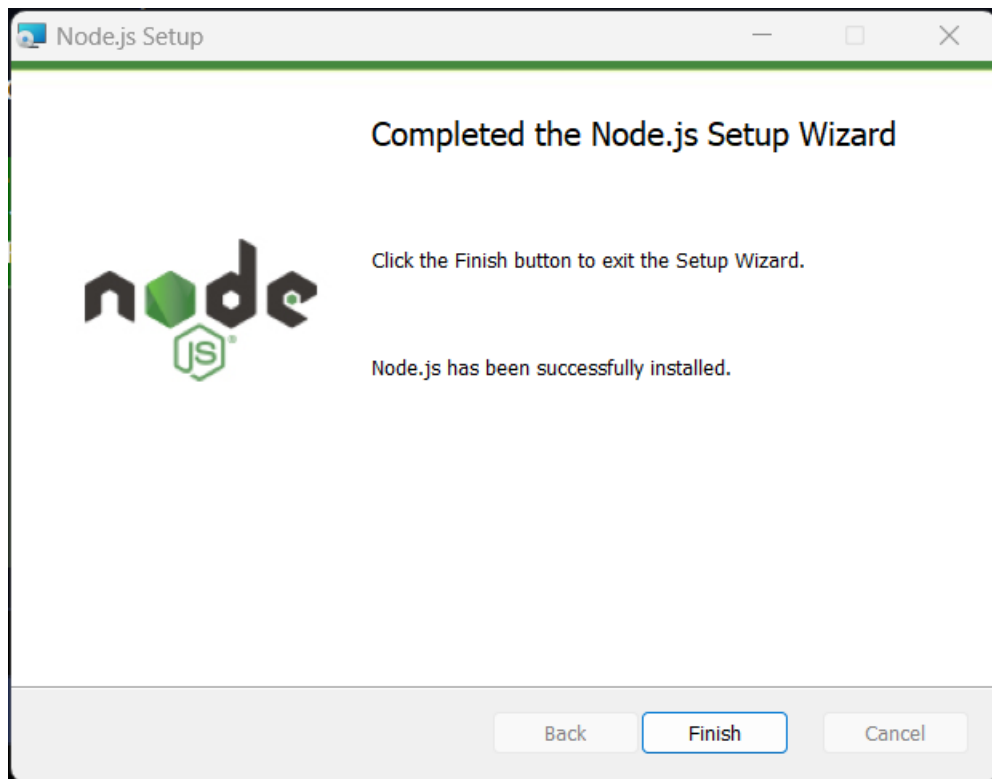 Node.js Setup
Completed the Node.js Setup Wizard
Click the Finish button to exit the Setup Wizard.
node
JS®
Node.js has been successfully installed.
Back Finish Cancel